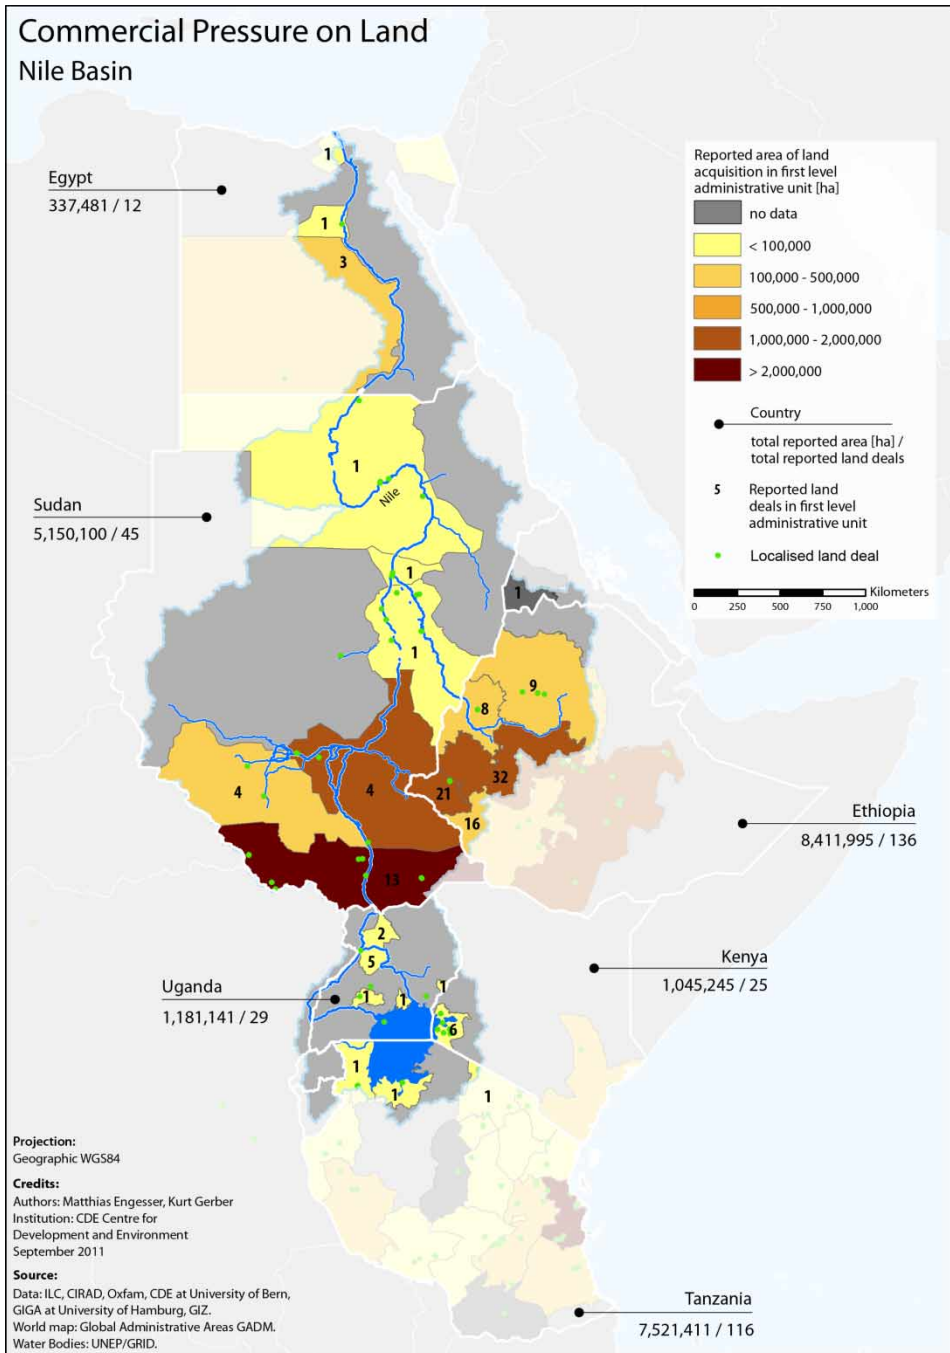 Commercial Pressure on Land
Nile Basin
Egypt
337,481 / 12
Sudan
5,150,100 / 45
Uganda
1,181,141 / 29
Ethiopia
8,411,995 / 136
Kenya
1,045,245 / 25
Tanzania
7,521,411 / 116
1
1
3
1
Nile
1
1
1
9
8
32
21
16
4
4
13
2
5
1
1
1
6
1
1
1
Reported area of land
acquisition in first level
administrative unit [ha]
no data
< 100,000
100,000 - 500,000
500,000 - 1,000,000
1,000,000 - 2,000,000
> 2,000,000
Country
total reported area [ha] /
total reported land deals
5 Reported land
deals in first level
administrative unit
Localised land deal
Kilometers
0 250 500 750 1,000
Projection:
Geographic WGS84
Credits:
Authors: Matthias Engesser, Kurt Gerber
Institution: CDE Centre for
Development and Environment
September 2011
Source:
Data: ILC, CIRAD, Oxfam, CDE at University of Bern,
GIGA at University of Hamburg, GIZ.
World map: Global Administrative Areas GADM.
Water Bodies: UNEP/GRID.